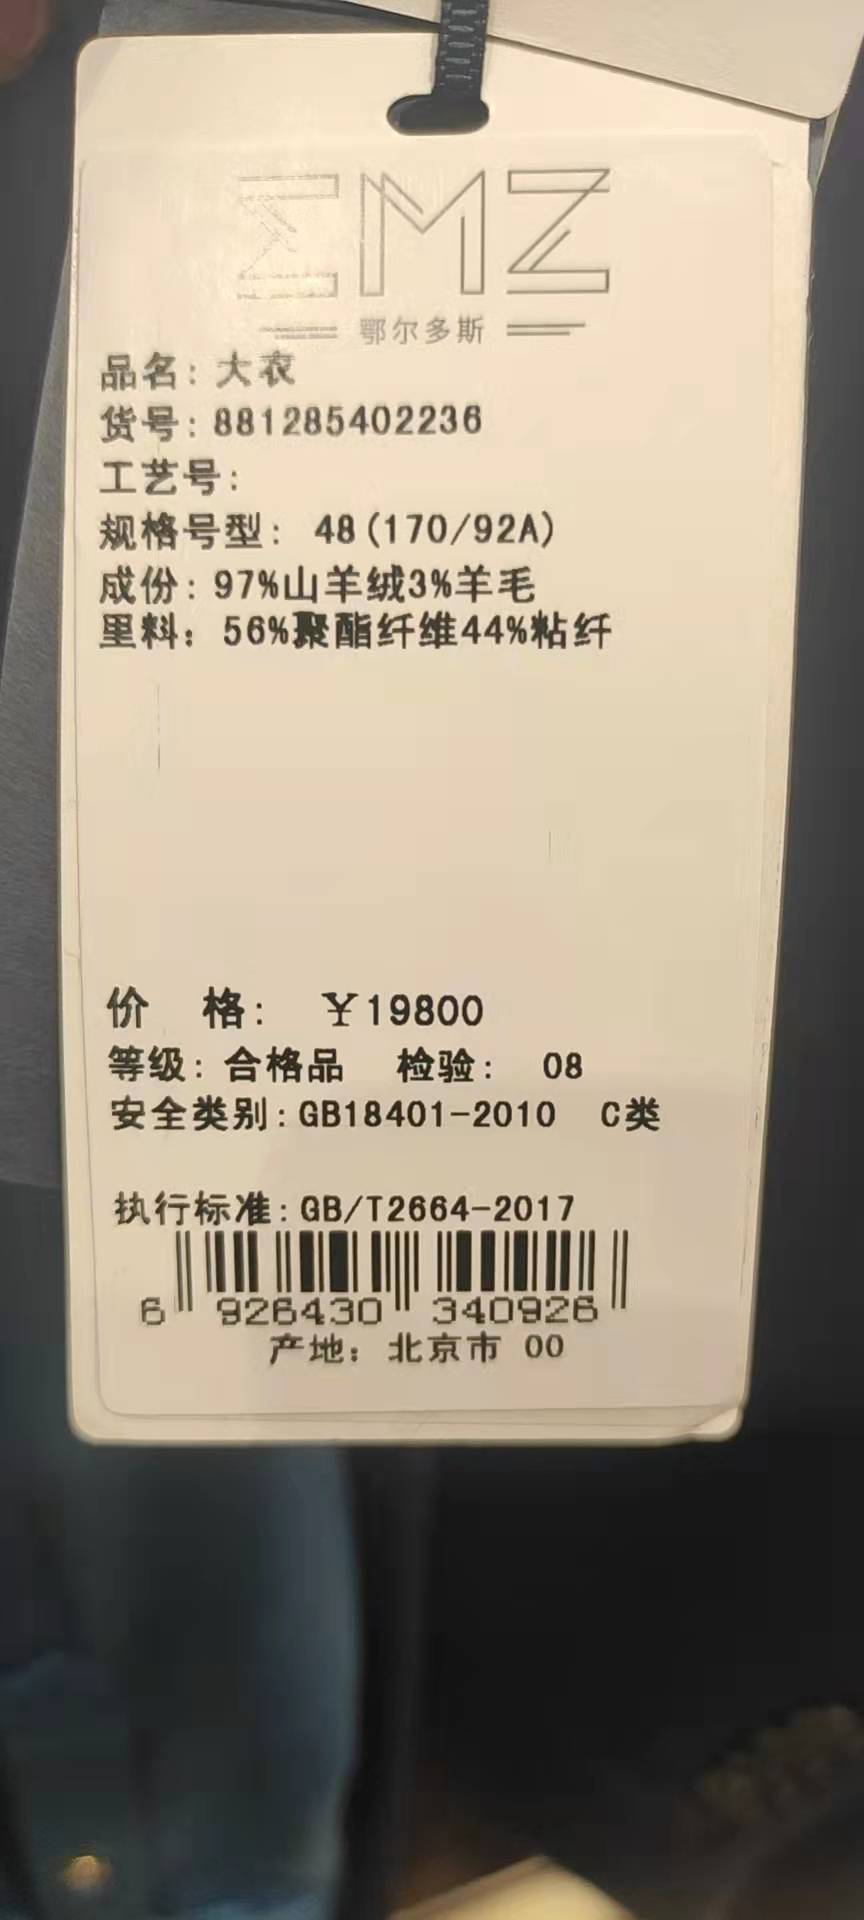 ΣMZ
鄂尔多斯
品名: 大衣
货号: 881285402236
工艺号:
规格号型: 48(170/92A)
成份: 97%山羊绒3%羊毛
里料: 56%聚酯纤维44%粘纤
价 格: ¥19800
等级: 合格品 检验: 08
安全类别: GB18401-2010 C类
执行标准: GB/T2664-2017
6 926430 340926
产地: 北京市 00